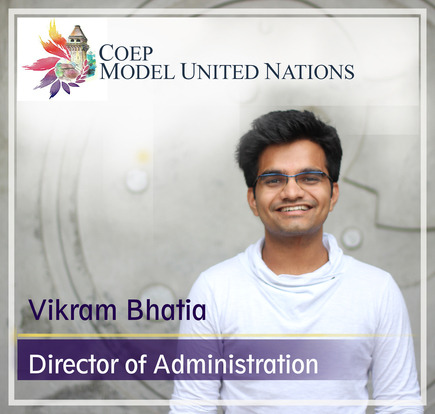 COEP
MODEL UNITED NATIONS
Vikram Bhatia
Director of Administration